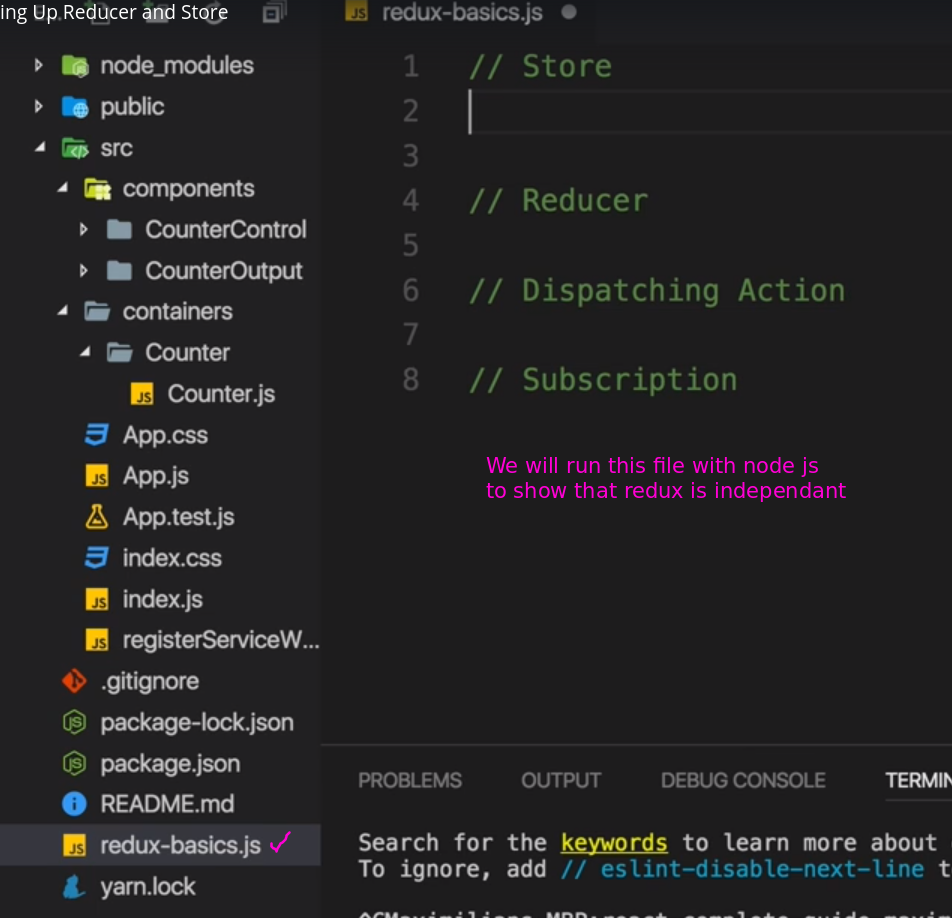 ing Up Reducer and Store
redux-basics.js
node_modules
public
src
components
CounterControl
CounterOutput
containers
Counter
Counter.js
App.css
App.js
App.test.js
index.css
index.js
registerServiceW...
.gitignore
package-lock.json
package.json
README.md
redux-basics.js
yarn.lock
1 // Store
2
3
4 // Reducer
5
6 // Dispatching Action
7
8 // Subscription
We will run this file with node js
to show that redux is independant
PROBLEMS OUTPUT DEBUG CONSOLE TERMIN
Search for the keywords to learn more about
To ignore, add // eslint-disable-next-line t